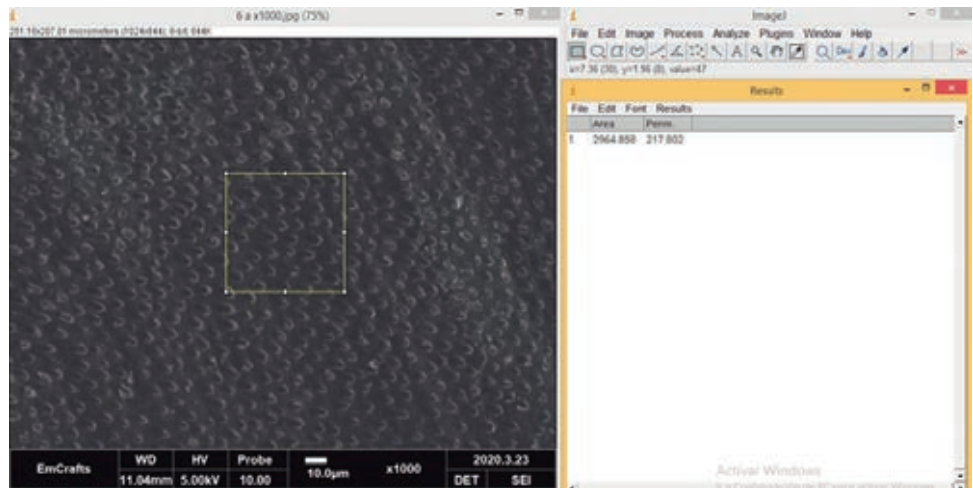 6 a x1000.jpg (75%)
ImageJ
File Edit Image Process Analyze Plugins Window Help
Results
File Edit Font Results
Area Perim.
1 2964.858 217.802
EmCrafts
WD HV Probe
11.04mm 5.00kV 10.00
10.0μm
x1000
2020.3.23
DET SEI
Activar Windows